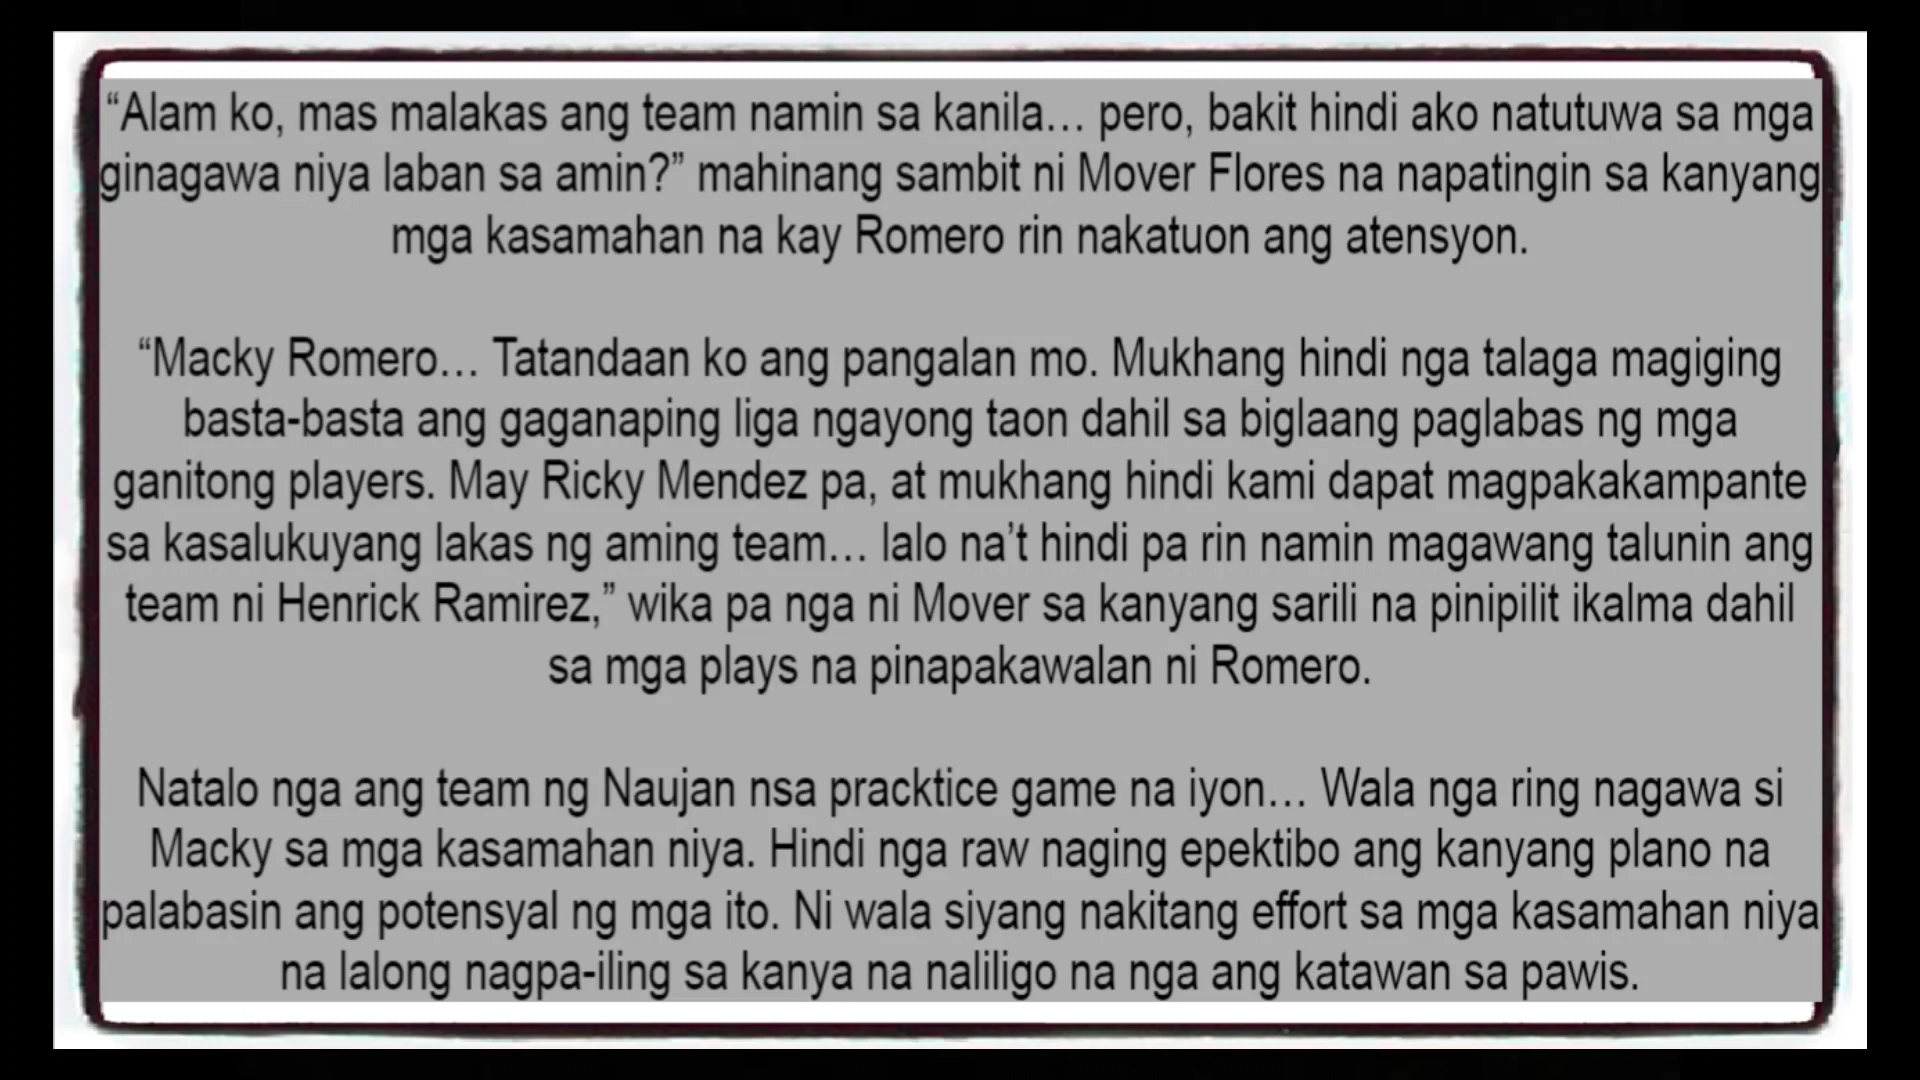 “Alam ko, mas malakas ang team namin sa kanila… pero, bakit hindi ako natutuwa sa mga
ginagawa niya laban sa amin?” mahinang sambit ni Mover Flores na napatingin sa kanyang
mga kasamahan na kay Romero rin nakatuon ang atensyon.
“Macky Romero… Tatandaan ko ang pangalan mo. Mukhang hindi nga talaga magiging
basta-basta ang gaganaping liga ngayong taon dahil sa biglaang paglabas ng mga
ganitong players. May Ricky Mendez pa, at mukhang hindi kami dapat magpakakampante
sa kasalukuyang lakas ng aming team… lalo na’t hindi pa rin namin magawang talunin ang
team ni Henrick Ramirez,” wika pa nga ni Mover sa kanyang sarili na pinipilit ikalma dahil
sa mga plays na pinapakawalan ni Romero.
Natalo nga ang team ng Naujan nsa pracktice game na iyon… Wala nga ring nagawa si
Macky sa mga kasamahan niya. Hindi nga raw naging epektibo ang kanyang plano na
palabasin ang potensyal ng mga ito. Ni wala siyang nakitang effort sa mga kasamahan niya
na lalong nagpa-iling sa kanya na naliligo na nga ang katawan sa pawis.